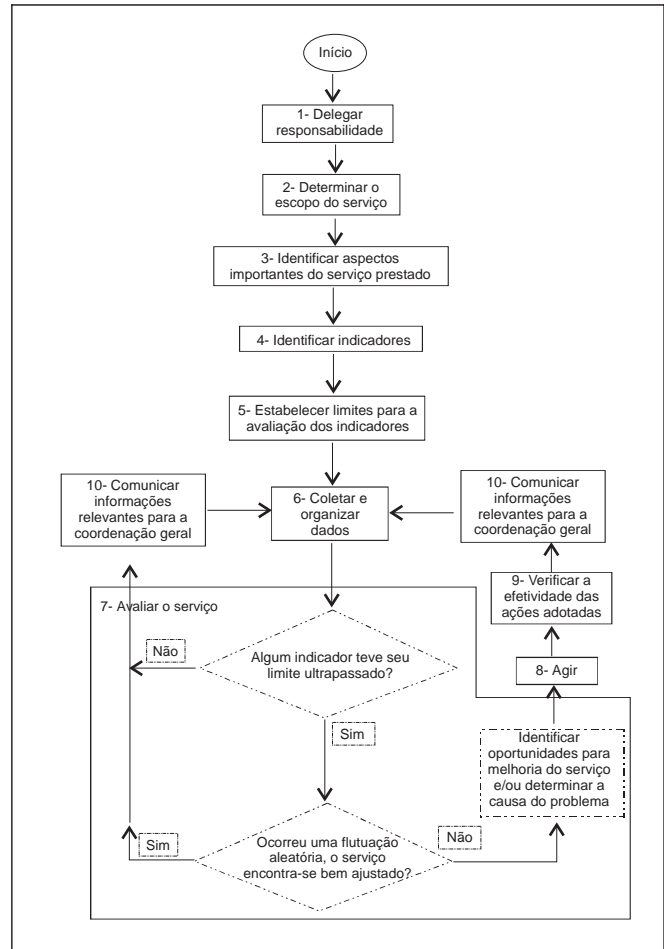 Início
1- Delegar
responsabilidade
2- Determinar o
escopo do serviço
3- Identificar aspectos
importantes do serviço prestado
4- Identificar indicadores
5- Estabelecer limites para a
avaliação dos indicadores
10- Comunicar
informações
relevantes para a
coordenação geral
6- Coletar e
organizar
dados
10- Comunicar
informações
relevantes para a
coordenação geral
9- Verificar a
efetividade das
ações adotadas
7- Avaliar o serviço
Não
Algum indicador teve seu
limite ultrapassado?
8- Agir
Sim
Identificar
oportunidades para
melhoria do serviço
e/ou determinar a
causa do problema
Sim
Ocorreu uma flutuação
aleatória, o serviço
encontra-se bem ajustado?
Não